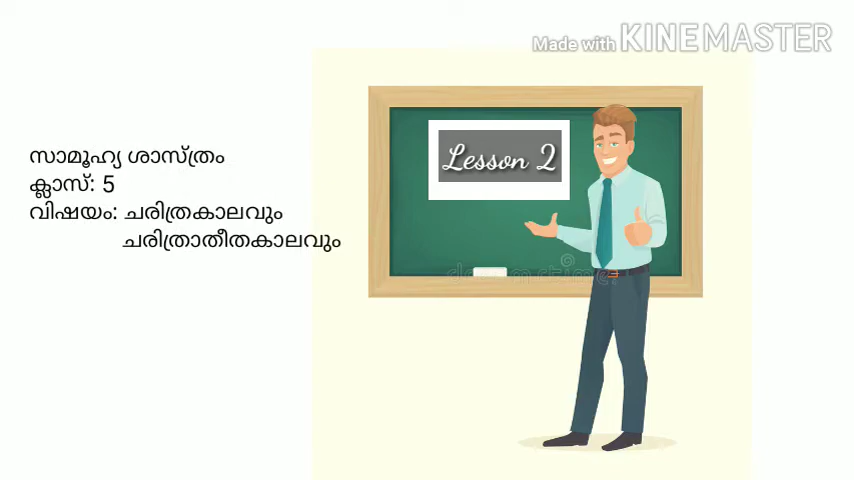 Made with KINEMASTER
Lesson 2
സാമൂഹ്യ ശാസ്ത്രം
ക്ലാസ്: 5
വിഷയം: ചരിത്രകാലവും
ചരിത്രാതീതകാലവും